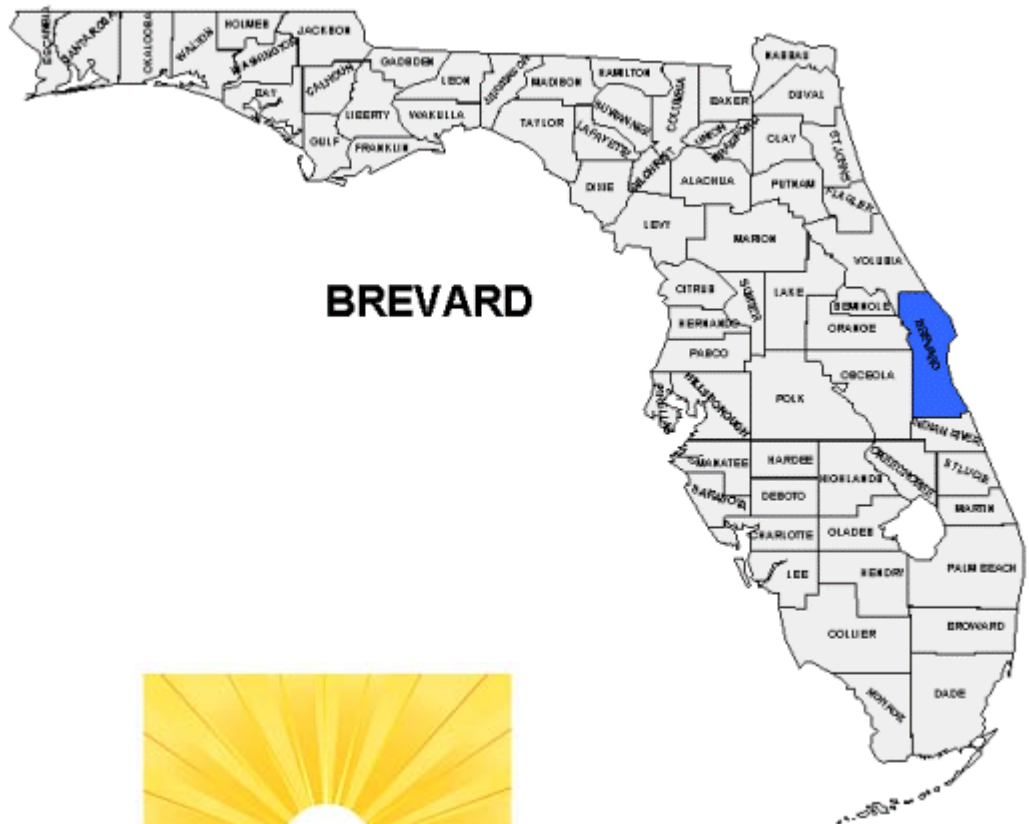 ESCAMBIA
SANTA ROSA
OKALOOSA
WALTON
HOLMES
WASHINGTON
JACKSON
BAY
CALHOUN
GULF
GADSDEN
LIBERTY
FRANKLIN
LEON
WAKULLA
JEFFERSON
MADISON
TAYLOR
HAMILTON
SUWANNEE
LAFAYETTE
DIXIE
COLUMBIA
GILCHRIST
BAKER
UNION
BRADFORD
ALACHUA
LEVY
NASSAU
DUVAL
CLAY
ST JOHNS
PUTNAM
FLAGLER
MARION
VOLUSIA
BREVARD
CITRUS
SUMTER
LAKE
SEMINOLE
ORANGE
BREVARD
HERNANDO
PASCO
HILLSBOROUGH
POLK
OSCEOLA
INDIAN RIVER
MANATEE
HARDEE
HIGHLANDS
OKEECHOBEE
ST LUCIE
SARASOTA
DESOTO
MARTIN
CHARLOTTE
GLADES
LEE
HENDRY
PALM BEACH
COLLIER
BROWARD
MONROE
DADE